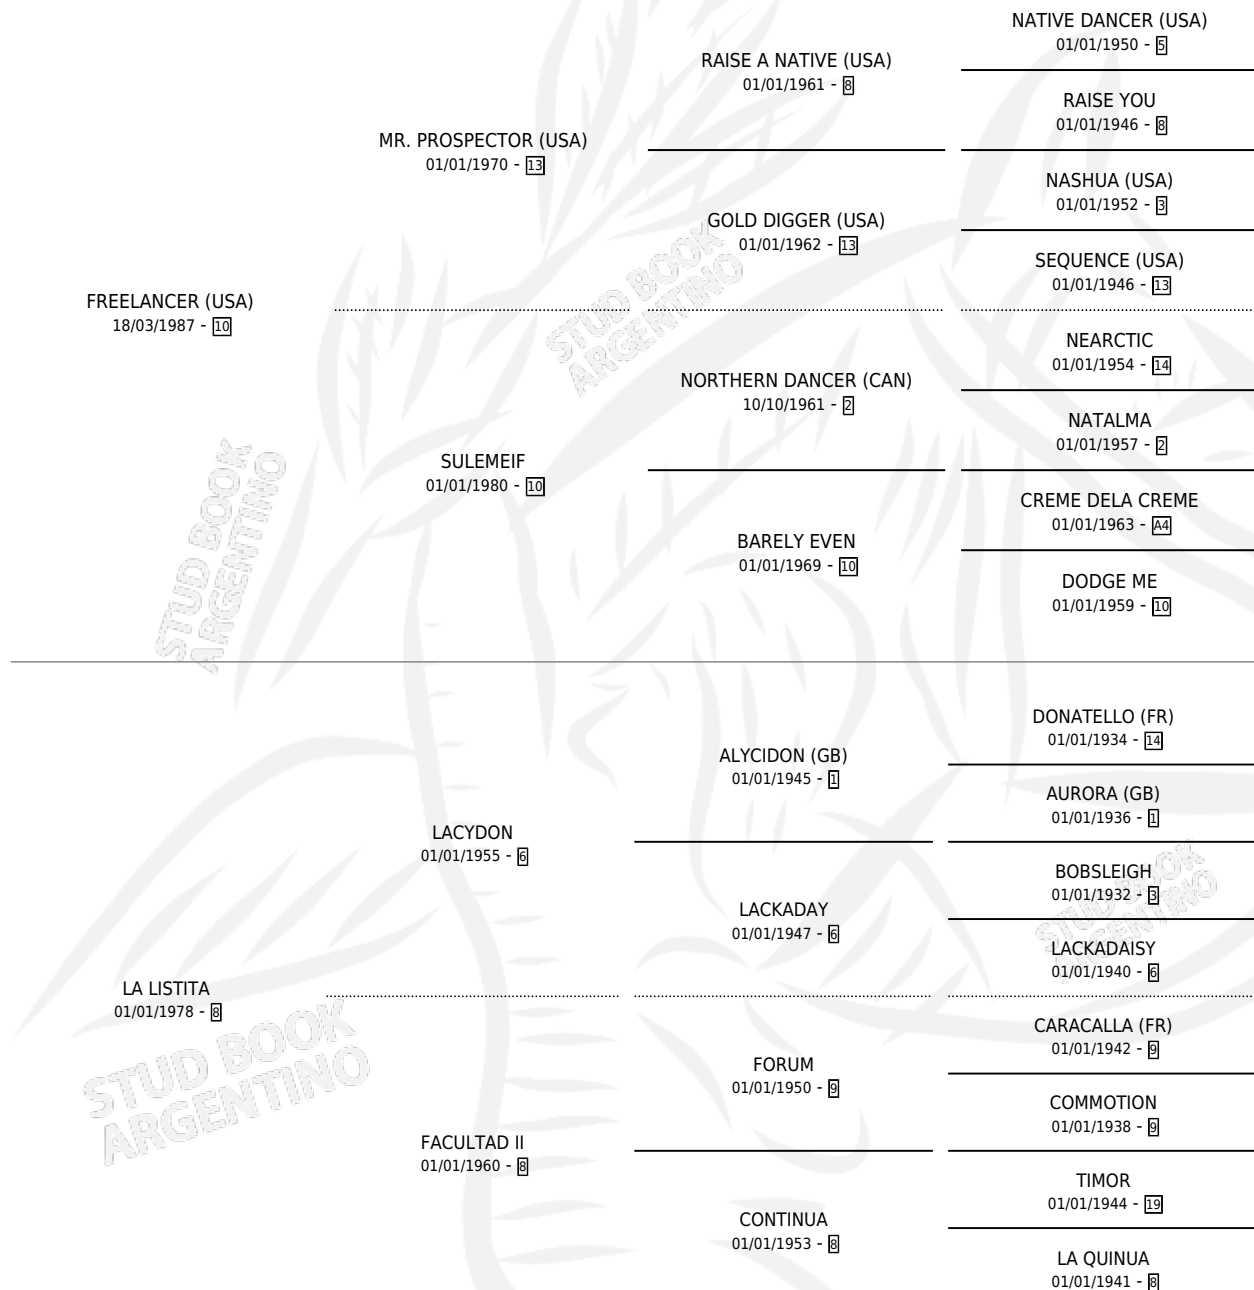 NATIVE DANCER (USA)
01/01/1950 - 5
RAISE A NATIVE (USA)
01/01/1961 - 8
RAISE YOU
01/01/1946 - 8
MR. PROSPECTOR (USA)
01/01/1970 - 13
NASHUA (USA)
01/01/1952 - 3
GOLD DIGGER (USA)
01/01/1962 - 13
SEQUENCE (USA)
01/01/1946 - 13
FREELANCER (USA)
18/03/1987 - 10
NEARCTIC
01/01/1954 - 14
NORTHERN DANCER (CAN)
10/10/1961 - 2
NATALMA
01/01/1957 - 2
SULEMEIF
01/01/1980 - 10
CREME DELA CREME
01/01/1963 - A4
BARELY EVEN
01/01/1969 - 10
DODGE ME
01/01/1959 - 10
DONATELLO (FR)
01/01/1934 - 14
ALYCIDON (GB)
01/01/1945 - 1
AURORA (GB)
01/01/1936 - 1
LACYDON
01/01/1955 - 6
BOBSLEIGH
01/01/1932 - 3
LACKADAY
01/01/1947 - 6
LACKADAISY
01/01/1940 - 6
LA LISTITA
01/01/1978 - 8
CARACALLA (FR)
01/01/1942 - 9
FORUM
01/01/1950 - 9
COMMOTION
01/01/1938 - 9
FACULTAD II
01/01/1960 - 8
TIMOR
01/01/1944 - 19
CONTINUA
01/01/1953 - 8
LA QUINUA
01/01/1941 - 8
STUD BOOK
ARGENTINO
STUD BOOK
ARGENTINO
STUD BOOK
ARGENTINO
STUD BOOK
ARGENTINO